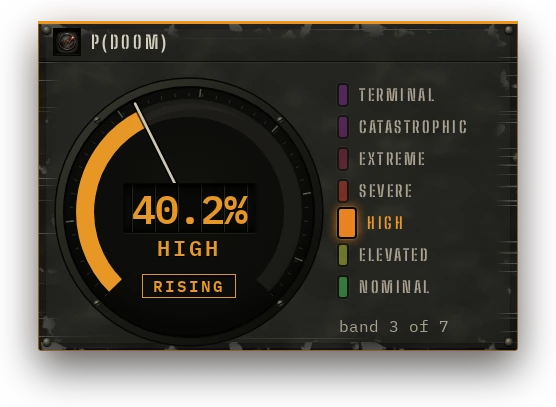 P(DOOM)
40.2%
HIGH
RISING
TERMINAL
CATASTROPHIC
EXTREME
SEVERE
HIGH
ELEVATED
NOMINAL
band 3 of 7